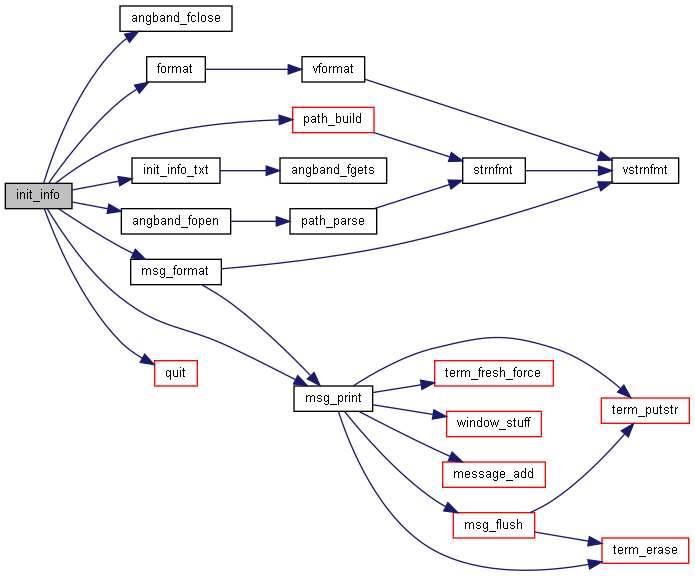 angband_fclose
format
vformat
path_build
init_info_txt
angband_fgets
strnfmt
vstrnfmt
init_info
angband_fopen
path_parse
msg_format
quit
term_fresh_force
msg_print
term_putstr
window_stuff
message_add
msg_flush
term_erase